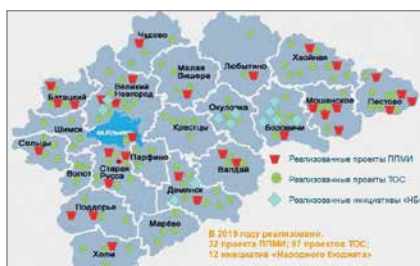 Чудово
Любытино
Хвойная
Малая
Вишера
Великий
Новгород
Батецкий
Пестово
Мошенское
Окуловка
Боровичи
Шимск
Крестцы
Сольцы
Парфино
Старая
Русса
Валдай
Волот
Демянск
Поддорье
Марёво
Холм
Реализованные проекты ППМИ
Реализованные проекты ТОС
Реализованные инициативы «НБ»
В 2019 году реализовано:
32 проекта ППМИ; 97 проектов ТОС;
12 инициатив «Народного бюджета»